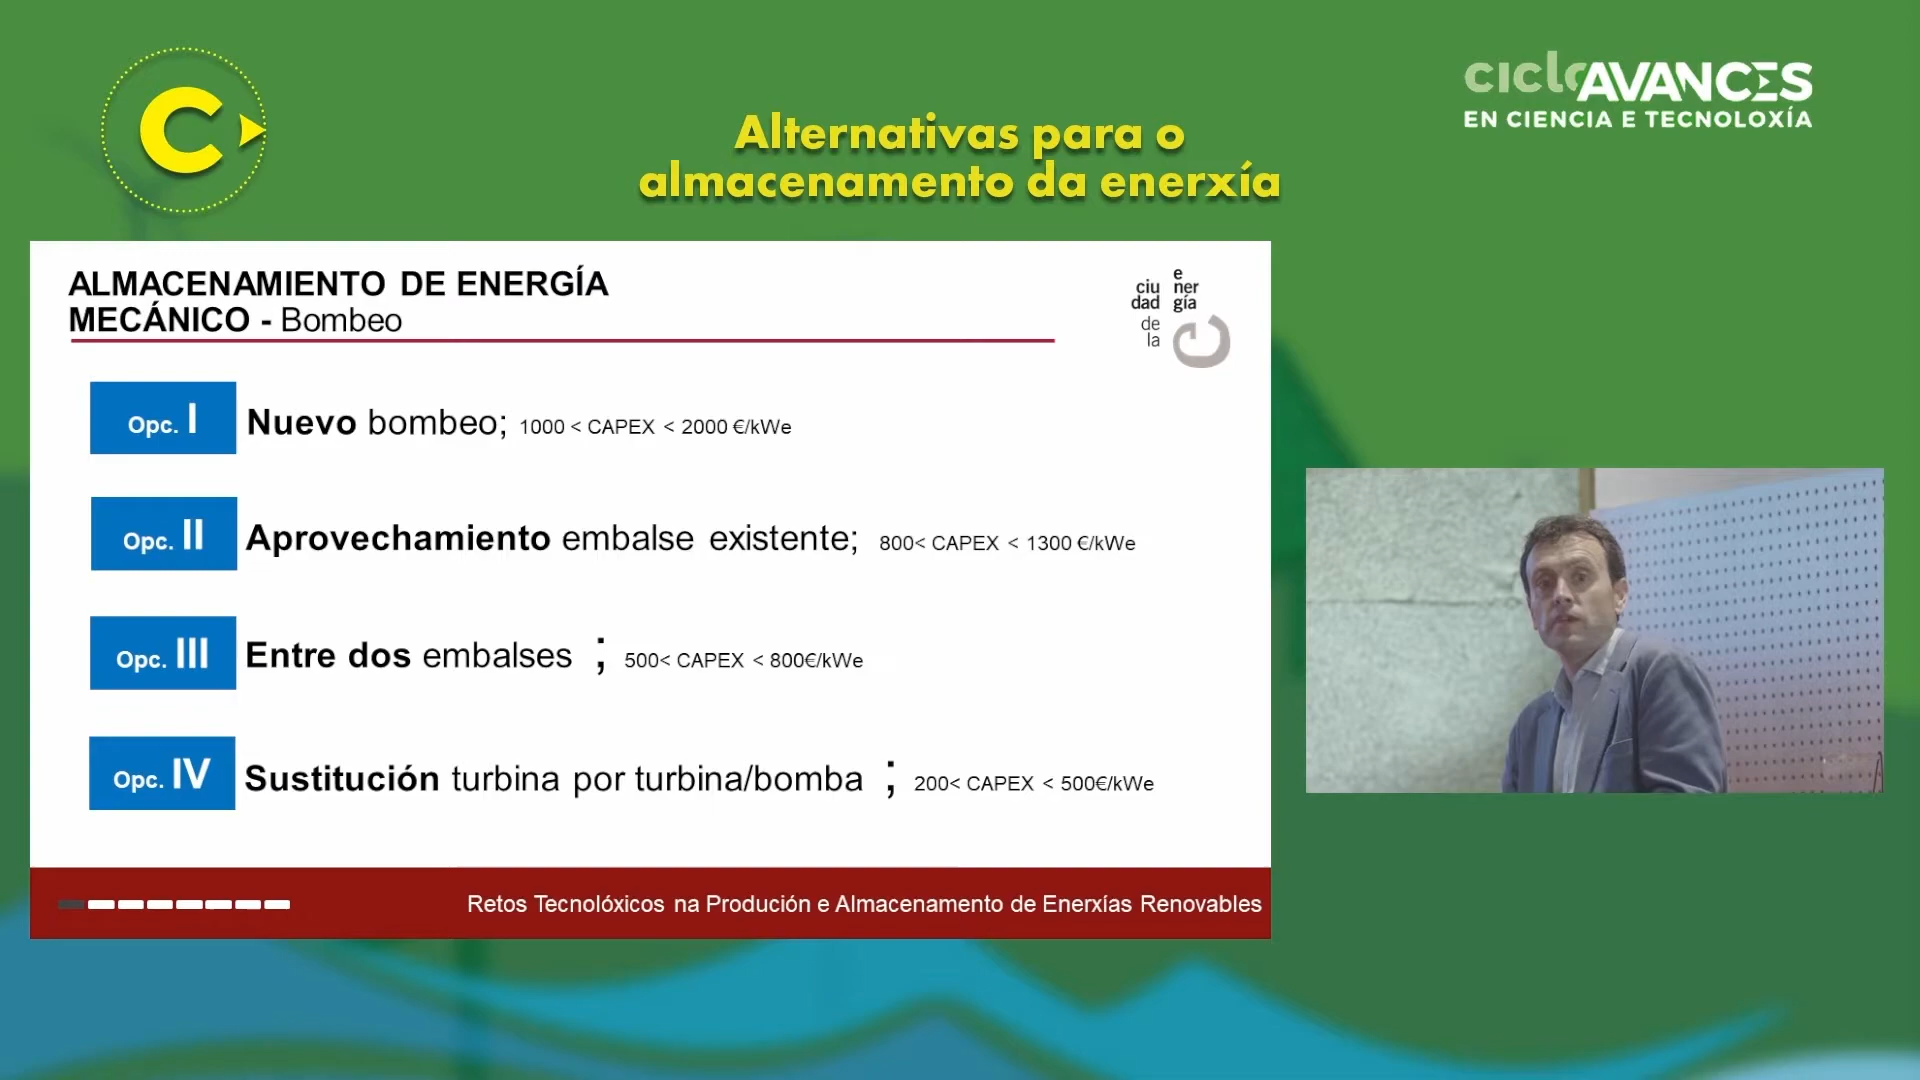 C
cicloAVANCES
EN CIENCIA E TECNOLOXÍA
Alternativas para o
almacenamento da enerxía
ALMACENAMIENTO DE ENERGÍA
MECÁNICO - Bombeo
e
ciu ner
dad gía
de
la
Opc. I Nuevo bombeo; 1000 < CAPEX < 2000 €/kWe
Opc. II Aprovechamiento embalse existente; 800< CAPEX < 1300 €/kWe
Opc. III Entre dos embalses ; 500< CAPEX < 800€/kWe
Opc. IV Sustitución turbina por turbina/bomba ; 200< CAPEX < 500€/kWe
Retos Tecnolóxicos na Produción e Almacenamento de Enerxías Renovables